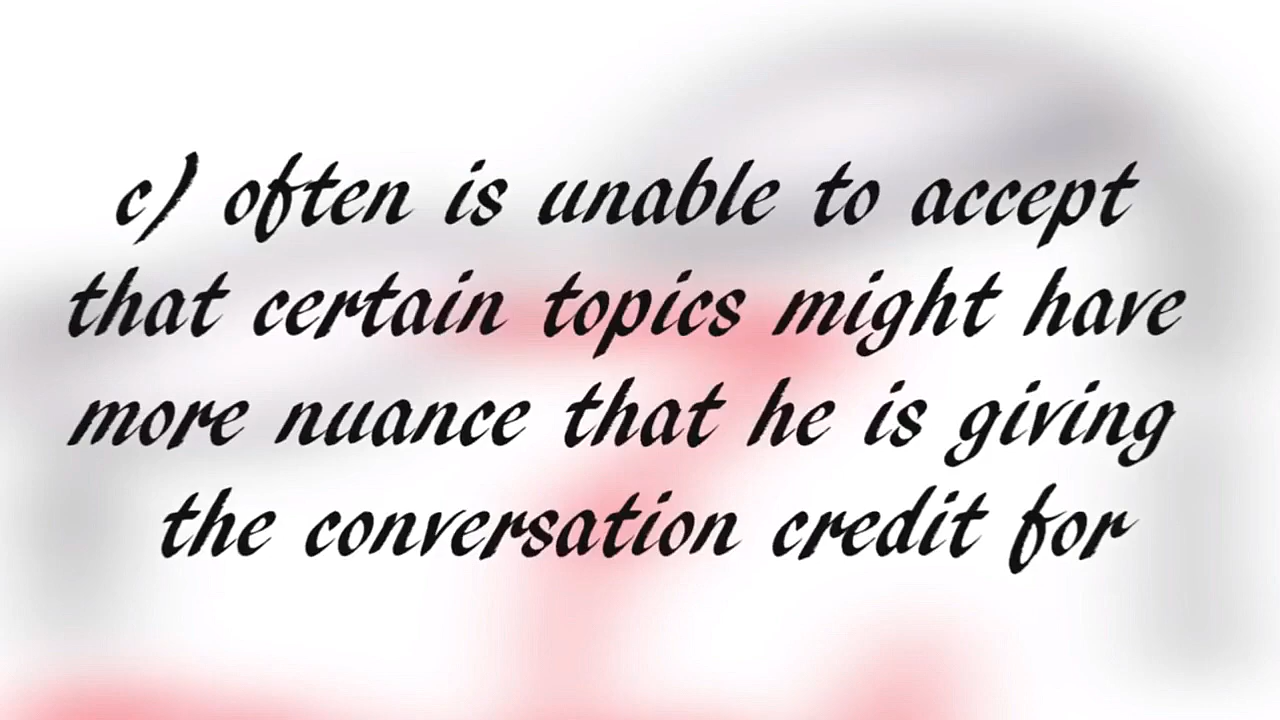 c) often is unable to accept
that certain topics might have
more nuance that he is giving
the conversation credit for